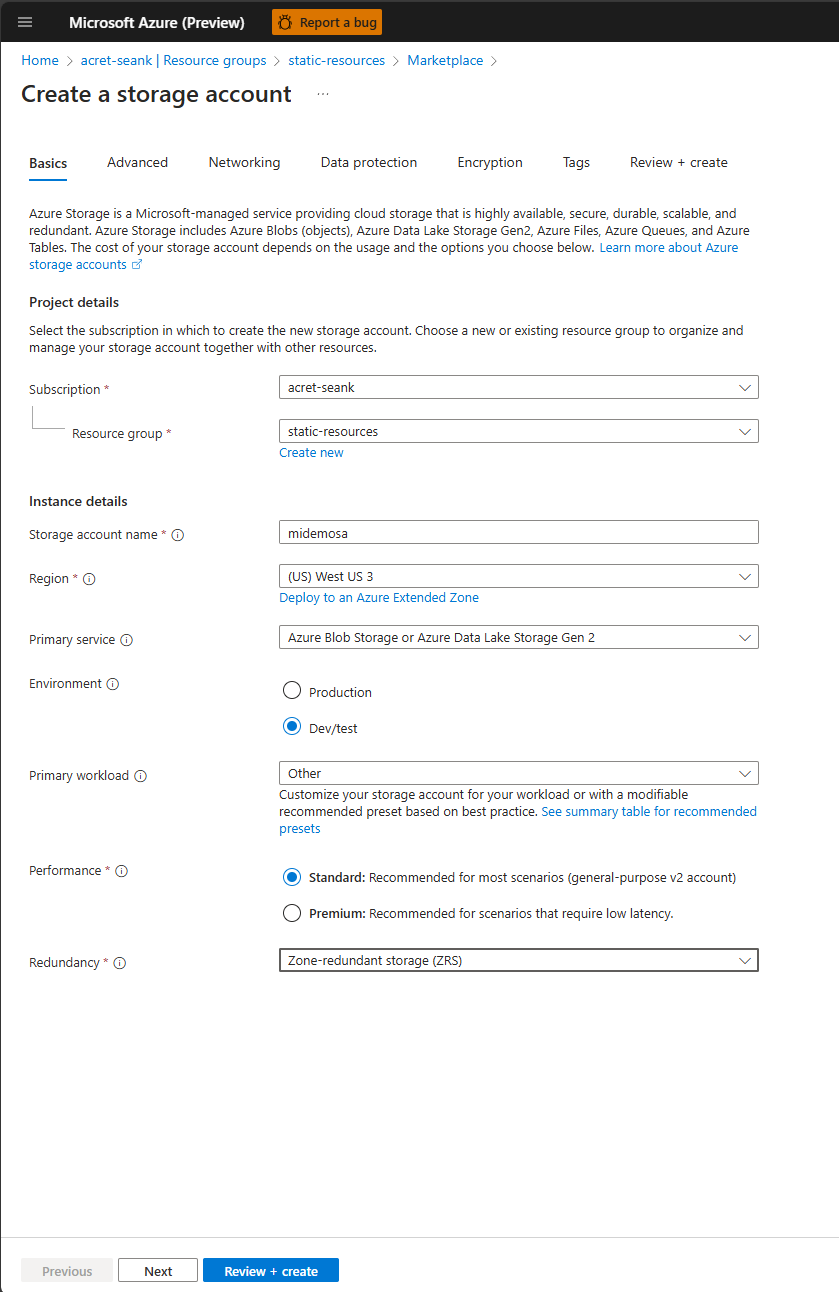 Microsoft Azure (Preview)
Report a bug
Home > acret-seank | Resource groups > static-resources > Marketplace >
Create a storage account ...
Basics Advanced Networking Data protection Encryption Tags Review + create
Azure Storage is a Microsoft-managed service providing cloud storage that is highly available, secure, durable, scalable, and
redundant. Azure Storage includes Azure Blobs (objects), Azure Data Lake Storage Gen2, Azure Files, Azure Queues, and Azure
Tables. The cost of your storage account depends on the usage and the options you choose below. Learn more about Azure
storage accounts
Project details
Select the subscription in which to create the new storage account. Choose a new or existing resource group to organize and
manage your storage account together with other resources.
Subscription *
acret-seank
Resource group *
static-resources
Create new
Instance details
Storage account name *
midemosa
Region *
(US) West US 3
Deploy to an Azure Extended Zone
Primary service
Azure Blob Storage or Azure Data Lake Storage Gen 2
Environment
Production
Dev/test
Primary workload
Other
Customize your storage account for your workload or with a modifiable
recommended preset based on best practice. See summary table for recommended
presets
Performance *
Standard: Recommended for most scenarios (general-purpose v2 account)
Premium: Recommended for scenarios that require low latency.
Redundancy *
Zone-redundant storage (ZRS)
Previous
Next
Review + create